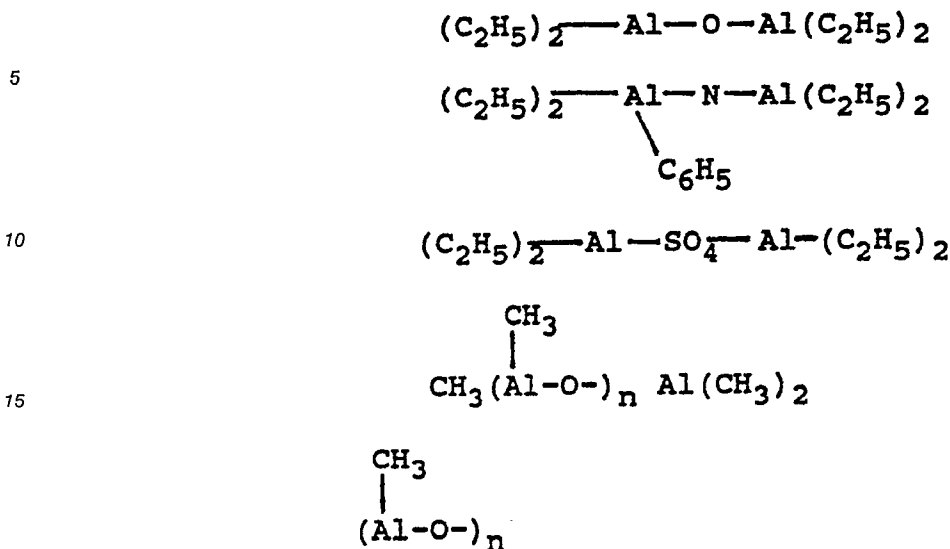 (C₂H₅)₂—Al—O—Al(C₂H₅)₂
5
(C₂H₅)₂—Al—N—Al(C₂H₅)₂
C₆H₅
10
(C₂H₅)₂—Al—SO₄—Al—(C₂H₅)₂
CH₃
15
CH₃(Al-O-)ₙ Al(CH₃)₂
CH₃
(Al-O-)ₙ